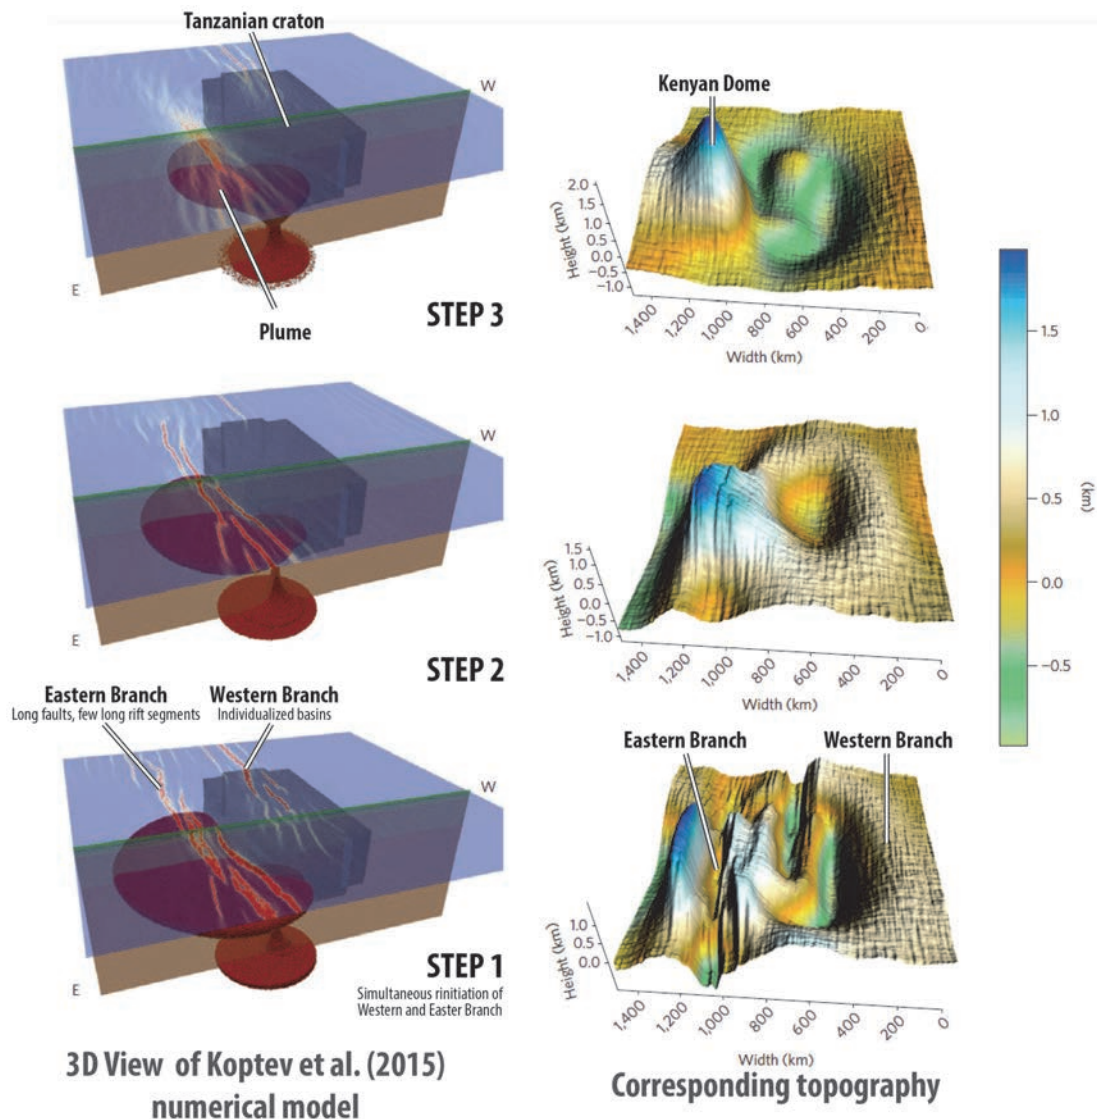 Tanzanian craton
W
E
Plume
STEP 3
Kenyan Dome
Height (km)
2.0
1.5
1.0
0.5
0.0
−0.5
−1.0
1,400
1,200
1,000
800
600
400
200
0
Width (km)
W
E
STEP 2
Height (km)
1.5
1.0
0.5
0.0
−0.5
−1.0
1,400
1,200
1,000
800
600
400
200
0
Width (km)
1.5
1.0
0.5
0.0
−0.5
(km)
Eastern Branch
Long faults, few long rift segments
Western Branch
Individualized basins
W
E
STEP 1
Simultaneous rinitiation of
Western and Easter Branch
Eastern Branch
Western Branch
Height (km)
1.0
0.5
0.0
1,400
1,200
1,000
800
600
400
200
0
Width (km)
3D View of Koptev et al. (2015)
numerical model
Corresponding topography